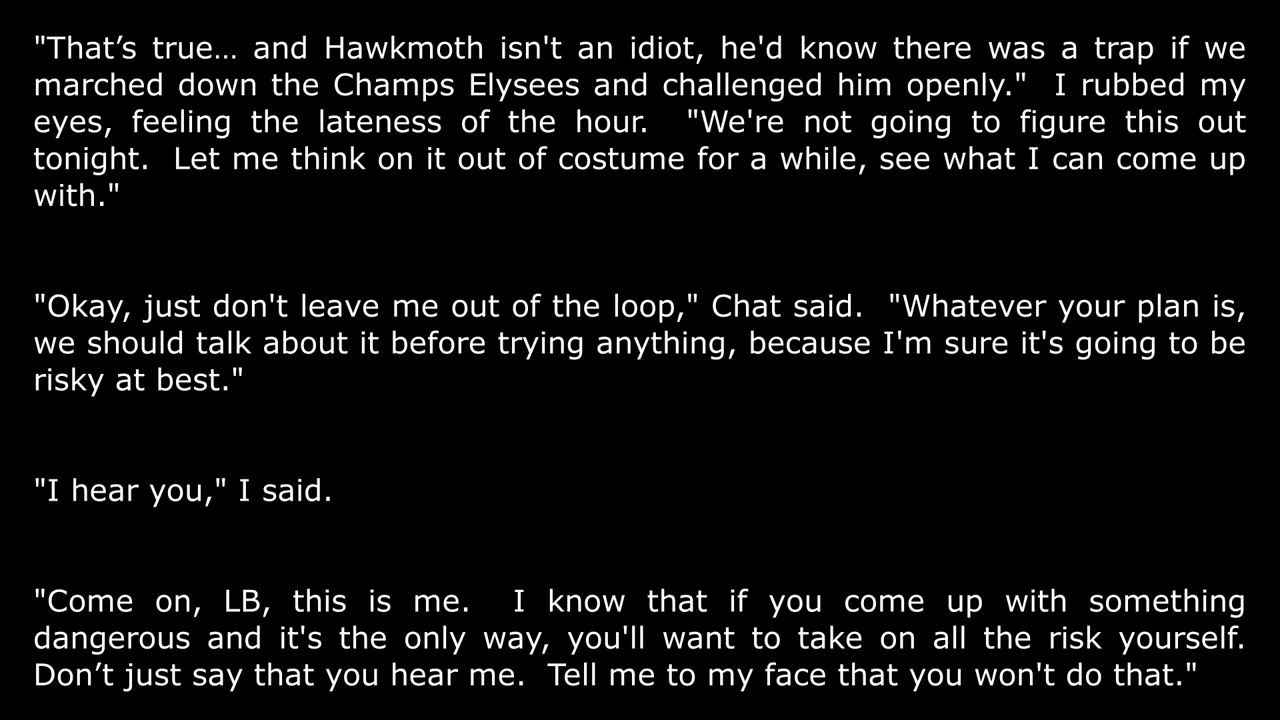 "That’s true… and Hawkmoth isn't an idiot, he'd know there was a trap if we
marched down the Champs Elysees and challenged him openly."  I rubbed my
eyes, feeling the lateness of the hour.  "We're not going to figure this out
tonight.  Let me think on it out of costume for a while, see what I can come up
with."
"Okay, just don't leave me out of the loop," Chat said.  "Whatever your plan is,
we should talk about it before trying anything, because I'm sure it's going to be
risky at best."
"I hear you," I said.
"Come on, LB, this is me.  I know that if you come up with something
dangerous and it's the only way, you'll want to take on all the risk yourself.
Don’t just say that you hear me.  Tell me to my face that you won't do that."